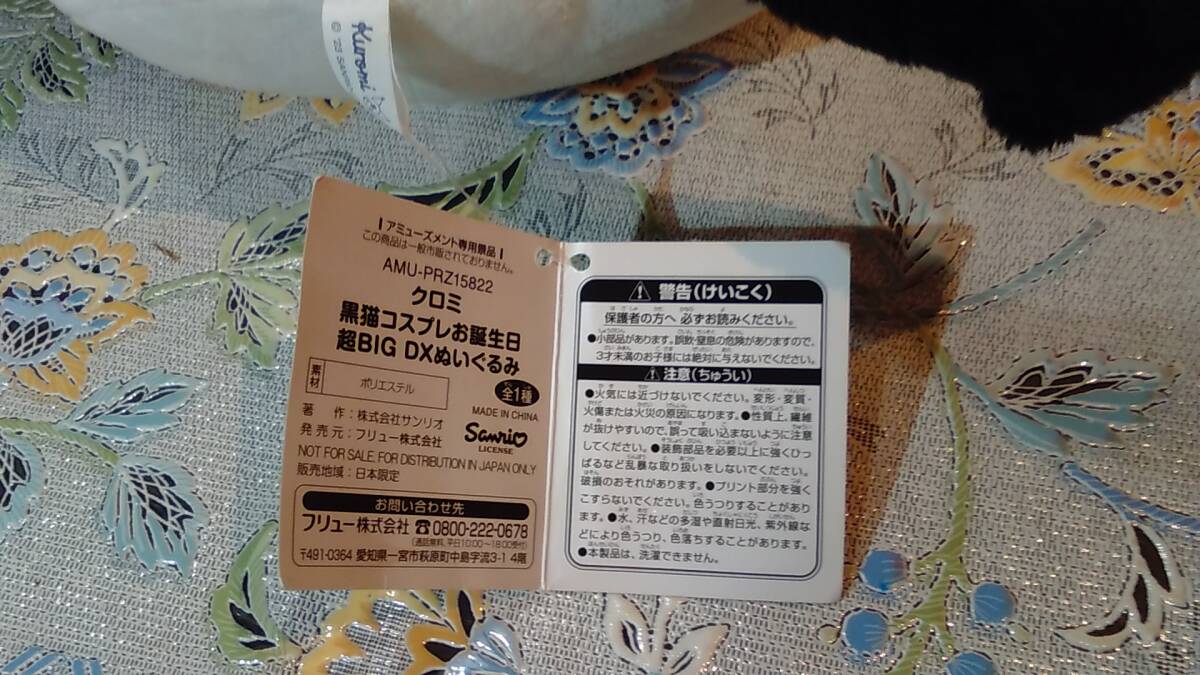 Kuromi
© '23 SANRIO
| アミューズメント専用景品 |
この商品は一般市販されておりません。
AMU-PRZ15822
クロミ
黒猫コスプレお誕生日
超BIG DXぬいぐるみ
素材
ポリエステル
全1種
MADE IN CHINA
著 作：株式会社サンリオ
発売元：フリュー株式会社
Sanrio
LICENSE
NOT FOR SALE: FOR DISTRIBUTION IN JAPAN ONLY
販売地域：日本限定
お問い合わせ先
フリュー株式会社 ☎0800-222-0678
(通話無料、平日10:00～18:00受付)
〒491-0364 愛知県一宮市萩原町中島字流3-1 4階
⚠ 警告（けいこく）
保護者の方へ 必ずお読みください。
●小部品があります。誤飲・窒息の危険がありますので、
3才未満のお子様には絶対に与えないでください。
⚠ 注意（ちゅうい）
●火気には近づけないでください。変形・変質・
火傷または火災の原因になります。●性質上、繊維
が抜けやすいので、誤って吸い込まないように注意
してください。●装飾部品を必要以上に強くひっ
ぱるなど乱暴な取り扱いをしないでください。
破損のおそれがあります。●プリント部分を強く
こすらないでください。色うつりすることがあり
ます。●水、汗などの多湿や直射日光、紫外線な
どにより色うつり、色落ちすることがあります。
●本製品は、洗濯できません。